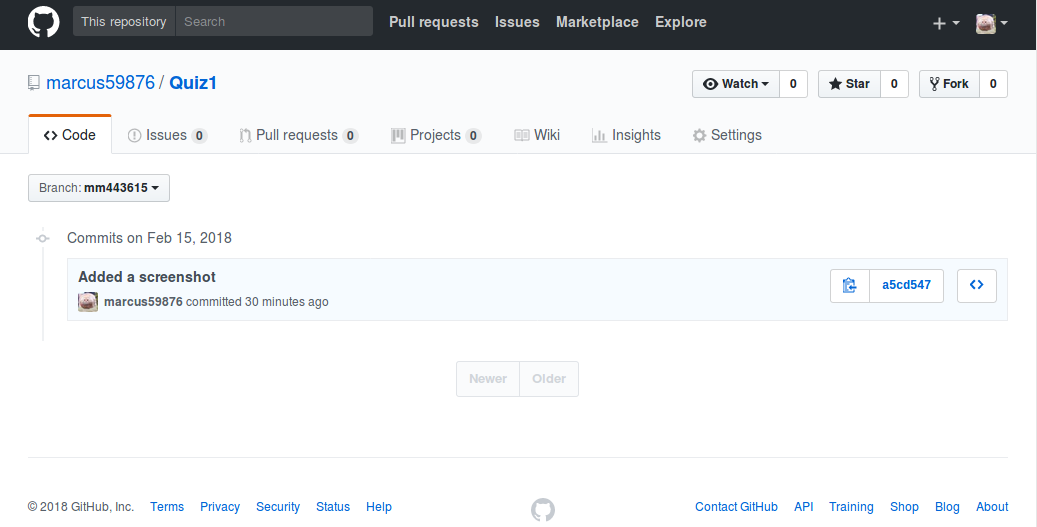 This repository Search Pull requests Issues Marketplace Explore
marcus59876 / Quiz1 Watch 0 Star 0 Fork 0
Code Issues 0 Pull requests 0 Projects 0 Wiki Insights Settings
Branch: mm443615
Commits on Feb 15, 2018
Added a screenshot
marcus59876 committed 30 minutes ago
a5cd547
Newer Older
© 2018 GitHub, Inc. Terms Privacy Security Status Help Contact GitHub API Training Shop Blog About